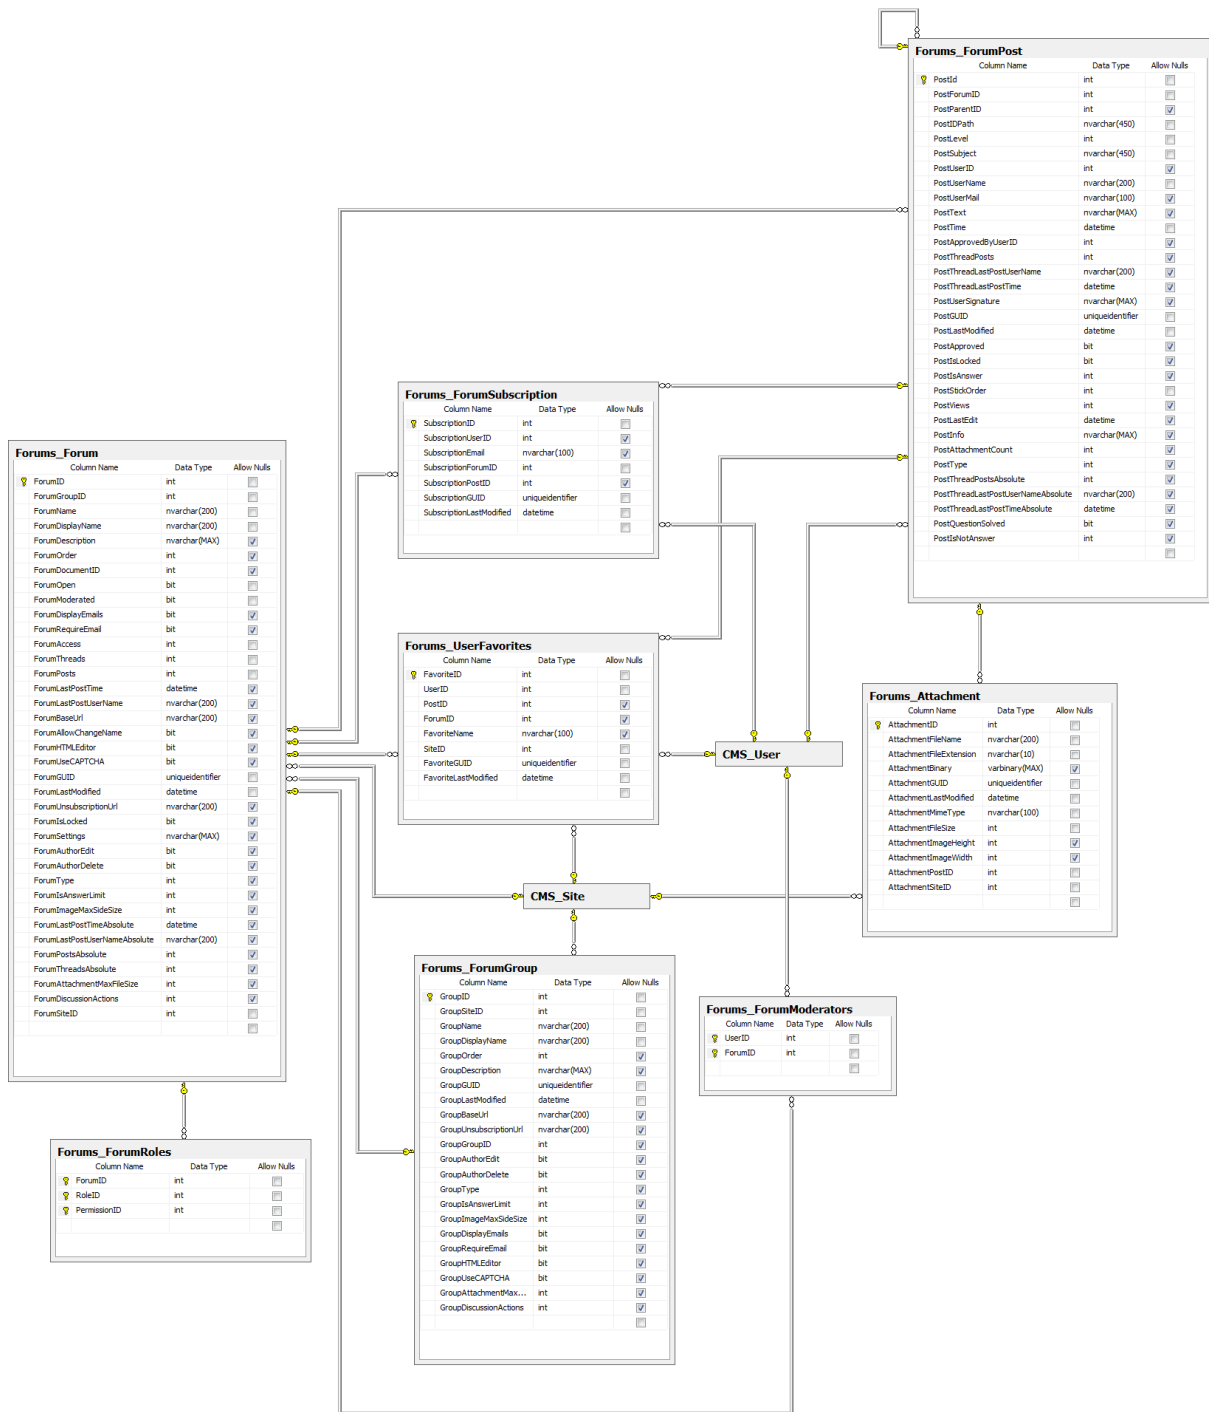 Forums_ForumPost
Column Name Data Type Allow Nulls
PostId int
PostForumID int
PostParentID int
PostIDPath nvarchar(450)
PostLevel int
PostSubject nvarchar(450)
PostUserID int
PostUserName nvarchar(200)
PostUserMail nvarchar(100)
PostText nvarchar(MAX)
PostTime datetime
PostApprovedByUserID int
PostThreadPosts int
PostThreadLastPostUserName nvarchar(200)
PostThreadLastPostTime datetime
PostUserSignature nvarchar(MAX)
PostGUID uniqueidentifier
PostLastModified datetime
PostApproved bit
PostIsLocked bit
PostIsAnswer int
PostStickOrder int
PostViews int
PostLastEdit datetime
PostInfo nvarchar(MAX)
PostAttachmentCount int
PostType int
PostThreadPostsAbsolute int
PostThreadLastPostUserNameAbsolute nvarchar(200)
PostThreadLastPostTimeAbsolute datetime
PostQuestionSolved bit
PostIsNotAnswer int
Forums_ForumSubscription
Column Name Data Type Allow Nulls
SubscriptionID int
SubscriptionUserID int
SubscriptionEmail nvarchar(100)
SubscriptionForumID int
SubscriptionPostID int
SubscriptionGUID uniqueidentifier
SubscriptionLastModified datetime
Forums_Forum
Column Name Data Type Allow Nulls
ForumID int
ForumGroupID int
ForumName nvarchar(200)
ForumDisplayName nvarchar(200)
ForumDescription nvarchar(MAX)
ForumOrder int
ForumDocumentID int
ForumOpen bit
ForumModerated bit
ForumDisplayEmails bit
ForumRequireEmail bit
ForumAccess int
ForumThreads int
ForumPosts int
ForumLastPostTime datetime
ForumLastPostUserName nvarchar(200)
ForumBaseUrl nvarchar(200)
ForumAllowChangeName bit
ForumHTMLEditor bit
ForumUseCAPTCHA bit
ForumGUID uniqueidentifier
ForumLastModified datetime
ForumUnsubscriptionUrl nvarchar(200)
ForumIsLocked bit
ForumSettings nvarchar(MAX)
ForumAuthorEdit bit
ForumAuthorDelete bit
ForumType int
ForumIsAnswerLimit int
ForumImageMaxSideSize int
ForumLastPostTimeAbsolute datetime
ForumLastPostUserNameAbsolute nvarchar(200)
ForumPostsAbsolute int
ForumThreadsAbsolute int
ForumAttachmentMaxFileSize int
ForumDiscussionActions int
ForumSiteID int
Forums_UserFavorites
Column Name Data Type Allow Nulls
FavoriteID int
UserID int
PostID int
ForumID int
FavoriteName nvarchar(100)
SiteID int
FavoriteGUID uniqueidentifier
FavoriteLastModified datetime
CMS_User
Forums_Attachment
Column Name Data Type Allow Nulls
AttachmentID int
AttachmentFileName nvarchar(200)
AttachmentFileExtension nvarchar(10)
AttachmentBinary varbinary(MAX)
AttachmentGUID uniqueidentifier
AttachmentLastModified datetime
AttachmentMimeType nvarchar(100)
AttachmentFileSize int
AttachmentImageHeight int
AttachmentImageWidth int
AttachmentPostID int
AttachmentSiteID int
CMS_Site
Forums_ForumGroup
Column Name Data Type Allow Nulls
GroupID int
GroupSiteID int
GroupName nvarchar(200)
GroupDisplayName nvarchar(200)
GroupOrder int
GroupDescription nvarchar(MAX)
GroupGUID uniqueidentifier
GroupLastModified datetime
GroupBaseUrl nvarchar(200)
GroupUnsubscriptionUrl nvarchar(200)
GroupGroupID int
GroupAuthorEdit bit
GroupAuthorDelete bit
GroupType int
GroupIsAnswerLimit int
GroupImageMaxSideSize int
GroupDisplayEmails bit
GroupRequireEmail bit
GroupHTMLEditor bit
GroupUseCAPTCHA bit
GroupAttachmentMax... int
GroupDiscussionActions int
Forums_ForumModerators
Column Name Data Type Allow Nulls
UserID int
ForumID int
Forums_ForumRoles
Column Name Data Type Allow Nulls
ForumID int
RoleID int
PermissionID int